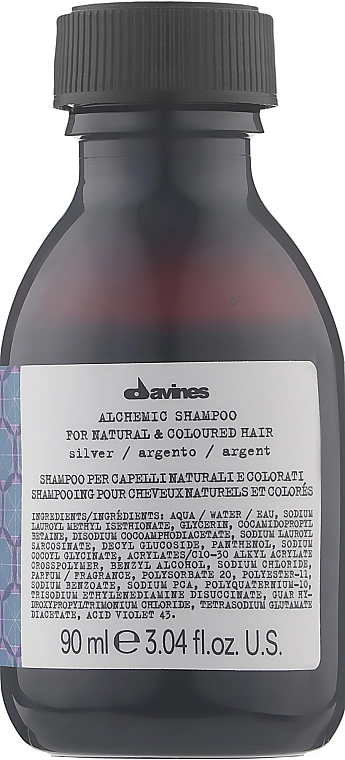 davines
ALCHEMIC SHAMPOO
FOR NATURAL & COLOURED HAIR
silver / argento / argent
SHAMPOO PER CAPELLI NATURALI E COLORATI
SHAMPOOING POUR CHEVEUX NATURELS ET COLORÉS
INGREDIENTS/INGRÉDIENTS: AQUA / WATER / EAU, SODIUM
LAUROYL METHYL ISETHIONATE, GLYCERIN, COCAMIDOPROPYL
BETAINE, DISODIUM COCOAMPHODIACETATE, SODIUM LAUROYL
SARCOSINATE, DECYL GLUCOSIDE, PANTHENOL, SODIUM
COCOYL GLYCINATE, ACRYLATES/C10-30 ALKYL ACRYLATE
CROSSPOLYMER, BENZYL ALCOHOL, SODIUM CHLORIDE,
PARFUM / FRAGRANCE, POLYSORBATE 20, POLYESTER-11,
SODIUM BENZOATE, SODIUM PCA, POLYQUATERNIUM-10,
TRISODIUM ETHYLENEDIAMINE DISUCCINATE, GUAR HY-
DROXYPROPYLTRIMONIUM CHLORIDE, TETRASODIUM GLUTAMATE
DIACETATE, ACID VIOLET 43.
90 ml ℮ 3.04 fl.oz. U.S.